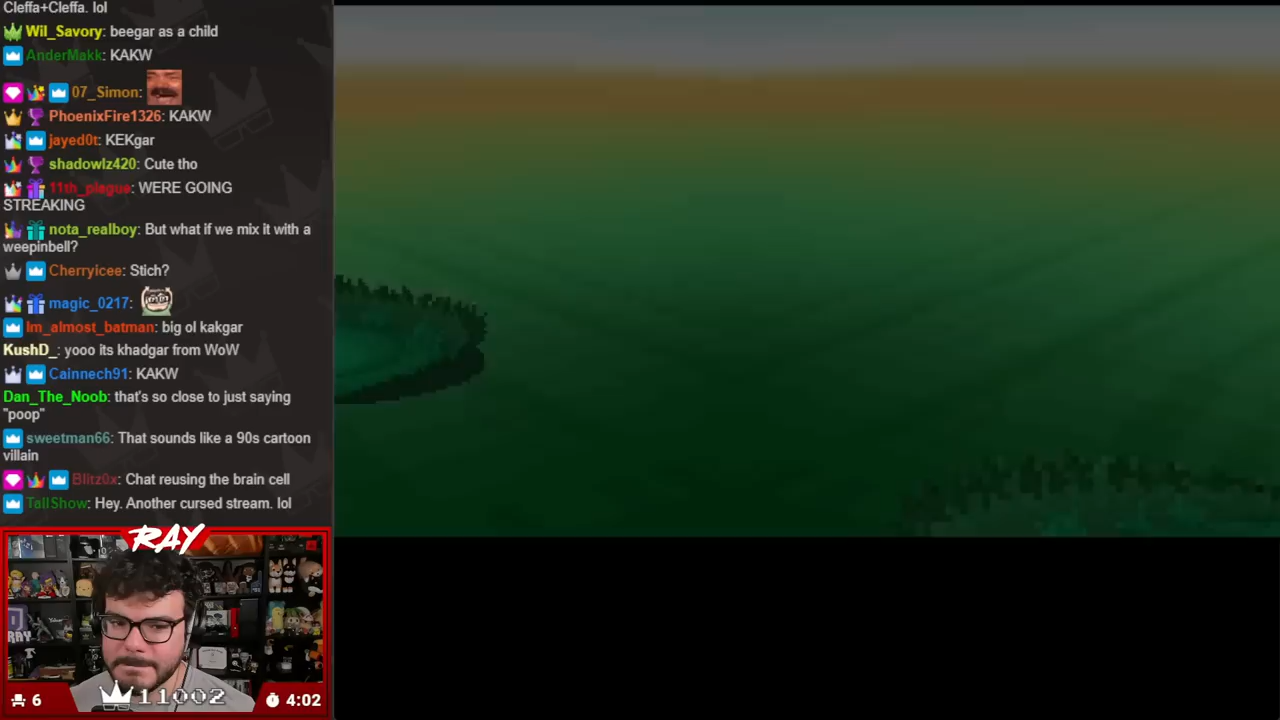 Cleffa+Cleffa. lol
Wil_Savory: beegar as a child
AnderMakk: KAKW
07_Simon:
PhoenixFire1326: KAKW
jayed0t: KEKgar
shadowlz420: Cute tho
11th_plague: WERE GOING
STREAKING
nota_realboy: But what if we mix it with a
weepinbell?
Cherryicee: Stich?
magic_0217:
Im_almost_batman: big ol kakgar
KushD_: yooo its khadgar from WoW
Cainnech91: KAKW
Dan_The_Noob: that's so close to just saying
"poop"
sweetman66: That sounds like a 90s cartoon
villain
Blitz0x: Chat reusing the brain cell
TallShow: Hey. Another cursed stream. lol
RAY
RAY
6
11002
4:02